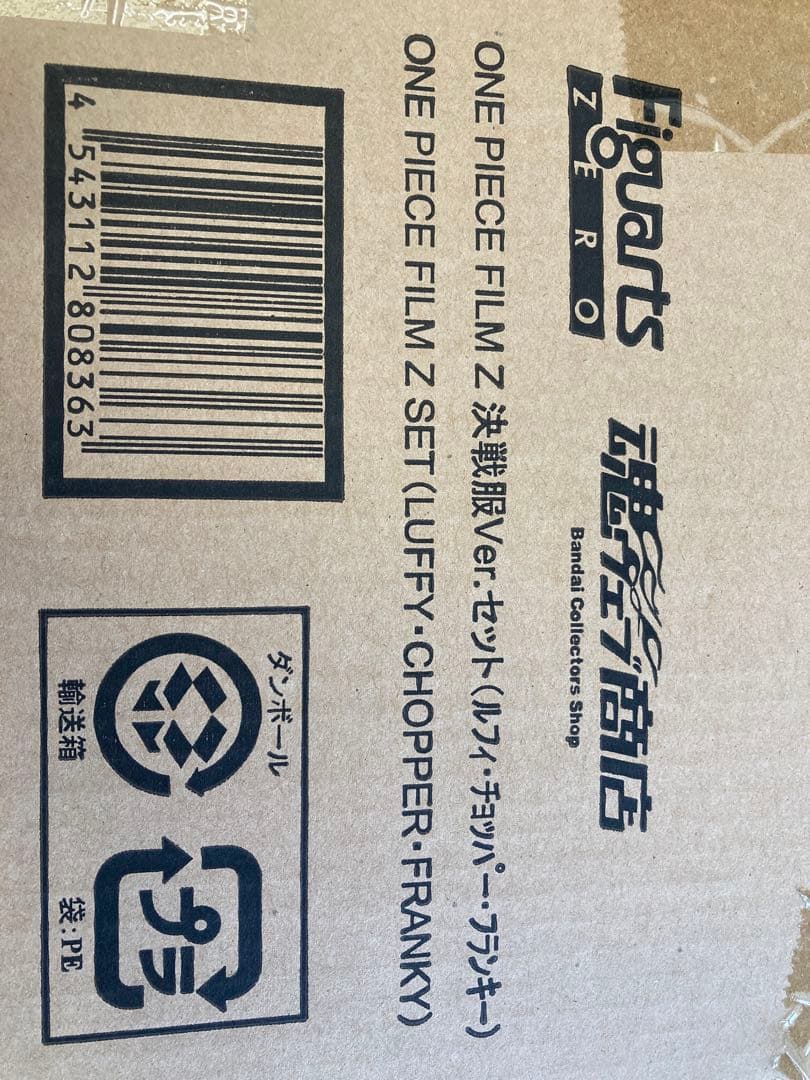 Figuarts
ZERO
魂ウェブ商店
Bandai Collectors Shop
ONE PIECE FILM Z 決戦服Ver.セット(ルフィ・チョッパー・フランキー)
ONE PIECE FILM Z SET(LUFFY・CHOPPER・FRANKY)
4 543112 808363
ダンボール
輸送箱
プラ
袋:PE